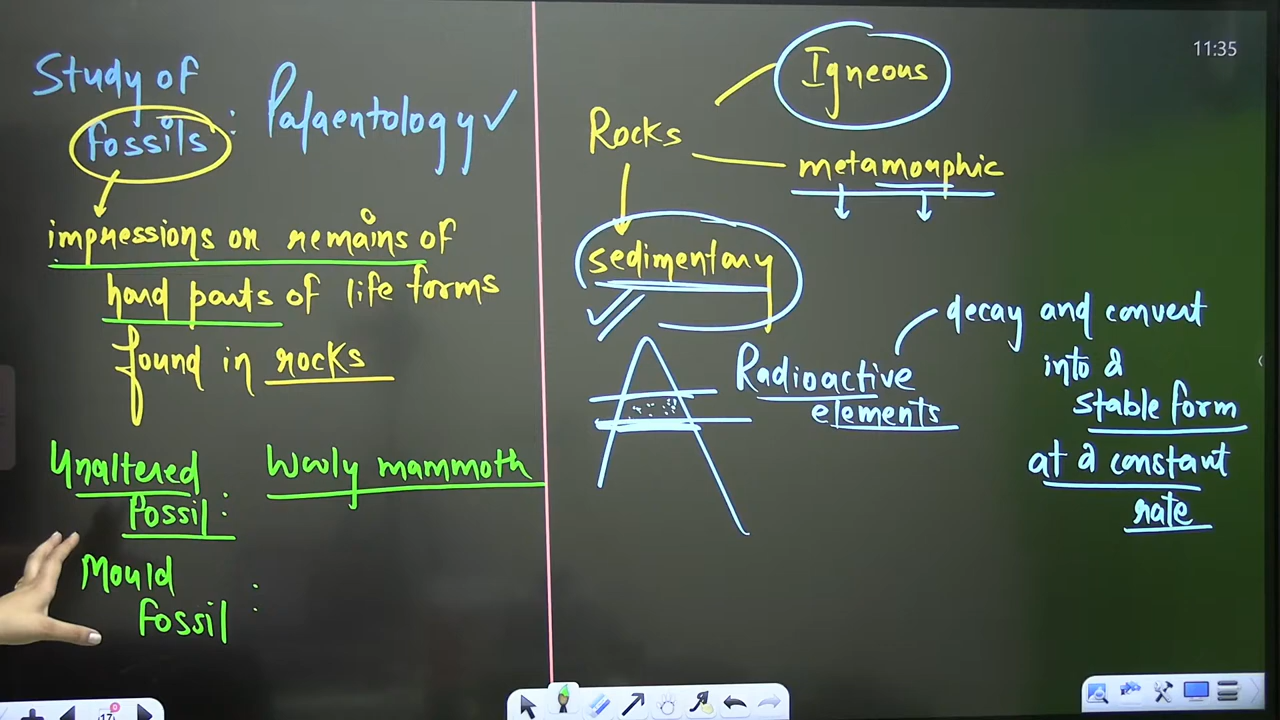 Study of
fossils : Palaentology ✓
impressions or remains of
hard parts of life forms
found in rocks
Unaltered
Fossil : Wooly mammoth
Mould
Fossil :
11:35
Igneous
Rocks
metamorphic
sedimentary
Radioactive
elements
decay and convert
into a
stable form
at a constant
rate
17